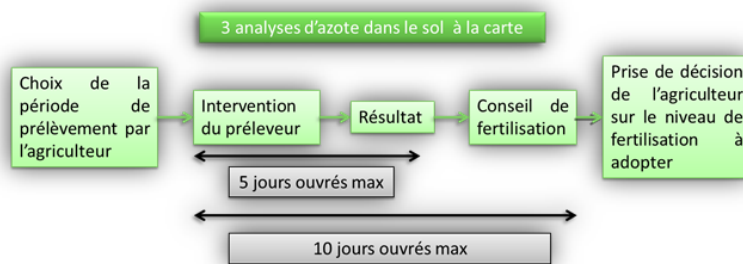 3 analyses d’azote dans le sol à la carte
Choix de la
période de
prélèvement par
l’agriculteur
Intervention
du préleveur
Résultat
Conseil de
fertilisation
Prise de décision
de l’agriculteur
sur le niveau de
fertilisation à
adopter
5 jours ouvrés max
10 jours ouvrés max